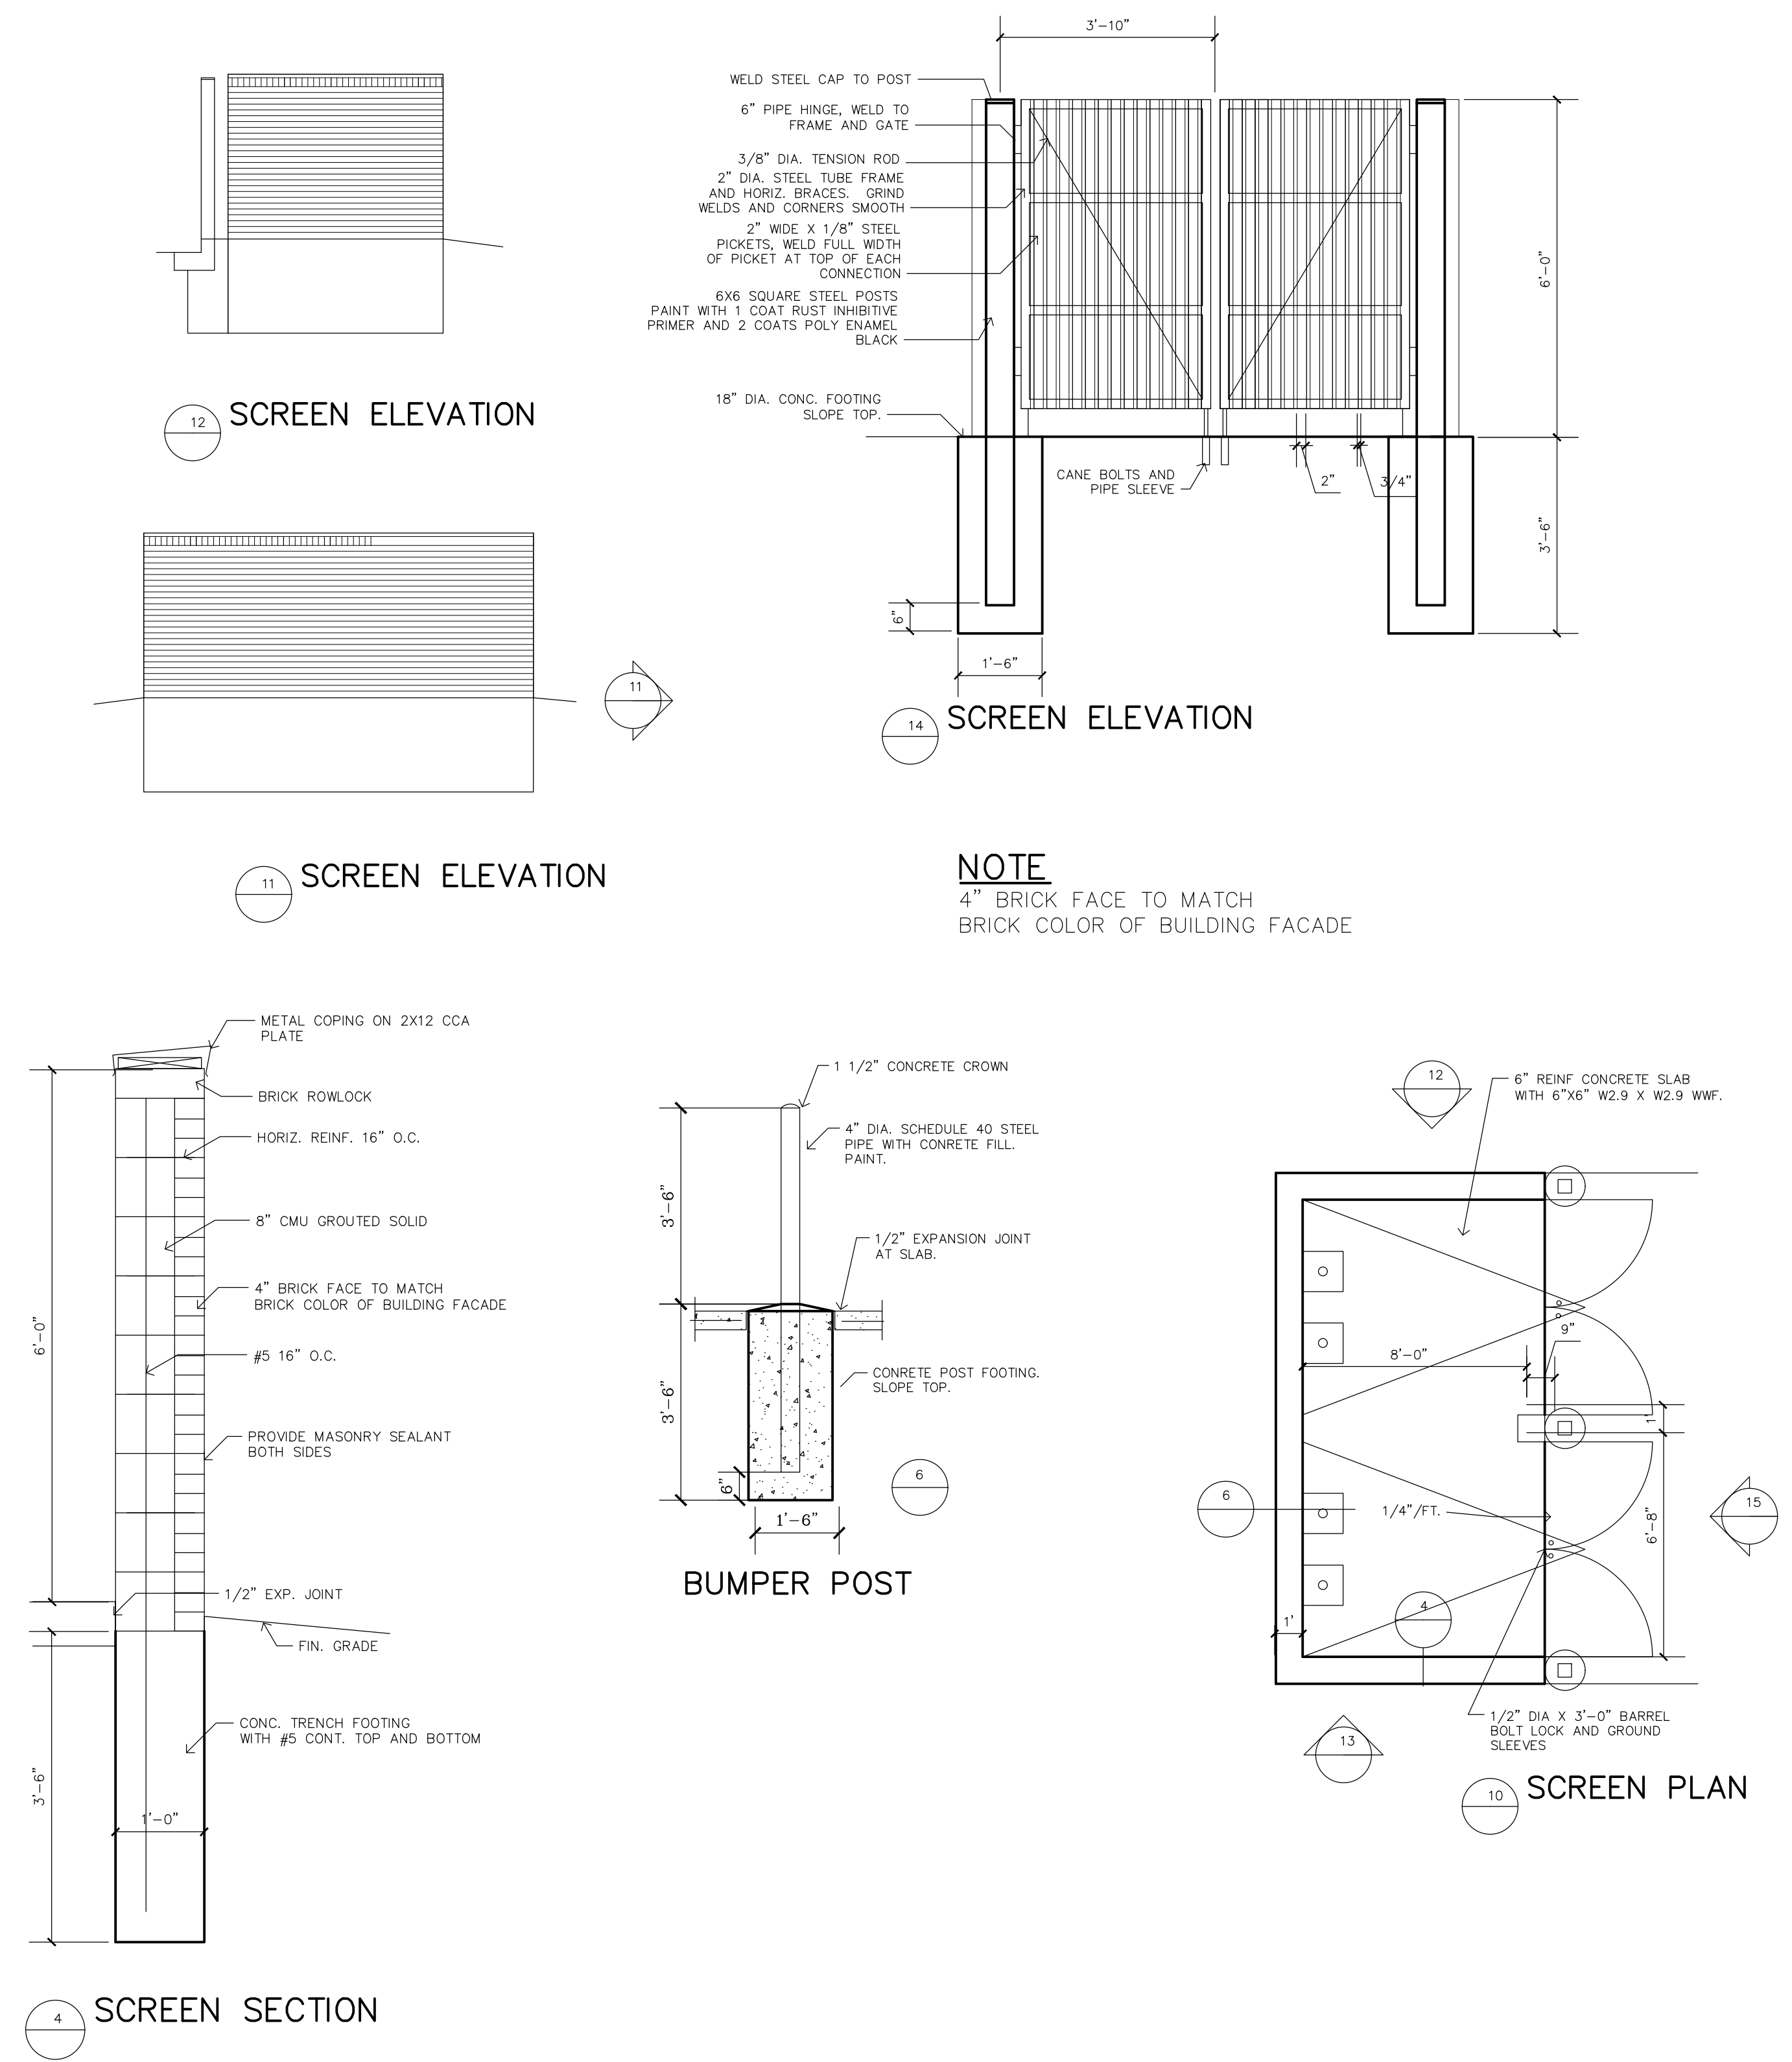 3'-10"
WELD STEEL CAP TO POST
6" PIPE HINGE, WELD TO
FRAME AND GATE
3/8" DIA. TENSION ROD
2" DIA. STEEL TUBE FRAME
AND HORIZ. BRACES. GRIND
WELDS AND CORNERS SMOOTH
2" WIDE X 1/8" STEEL
PICKETS, WELD FULL WIDTH
OF PICKET AT TOP OF EACH
CONNECTION
6X6 SQUARE STEEL POSTS
PAINT WITH 1 COAT RUST INHIBITIVE
PRIMER AND 2 COATS POLY ENAMEL
BLACK
18" DIA. CONC. FOOTING
SLOPE TOP.
6'-0"
CANE BOLTS AND
PIPE SLEEVE
2"
3/4"
3'-6"
6"
1'-6"
14
SCREEN ELEVATION
12
SCREEN ELEVATION
11
11
SCREEN ELEVATION
NOTE
4" BRICK FACE TO MATCH
BRICK COLOR OF BUILDING FACADE
METAL COPING ON 2X12 CCA
PLATE
BRICK ROWLOCK
HORIZ. REINF. 16" O.C.
8" CMU GROUTED SOLID
4" BRICK FACE TO MATCH
BRICK COLOR OF BUILDING FACADE
#5 16" O.C.
PROVIDE MASONRY SEALANT
BOTH SIDES
1/2" EXP. JOINT
FIN. GRADE
CONC. TRENCH FOOTING
WITH #5 CONT. TOP AND BOTTOM
6'-0"
3'-6"
1'-0"
4
SCREEN SECTION
1 1/2" CONCRETE CROWN
4" DIA. SCHEDULE 40 STEEL
PIPE WITH CONRETE FILL.
PAINT.
1/2" EXPANSION JOINT
AT SLAB.
CONRETE POST FOOTING.
SLOPE TOP.
3'-6"
3'-6"
6"
1'-6"
6
BUMPER POST
12
6" REINF CONCRETE SLAB
WITH 6"X6" W2.9 X W2.9 WWF.
9"
8'-0"
1'
6
1/4"/FT.
6'-8"
15
4
1'
1/2" DIA X 3'-0" BARREL
BOLT LOCK AND GROUND
SLEEVES
13
10
SCREEN PLAN